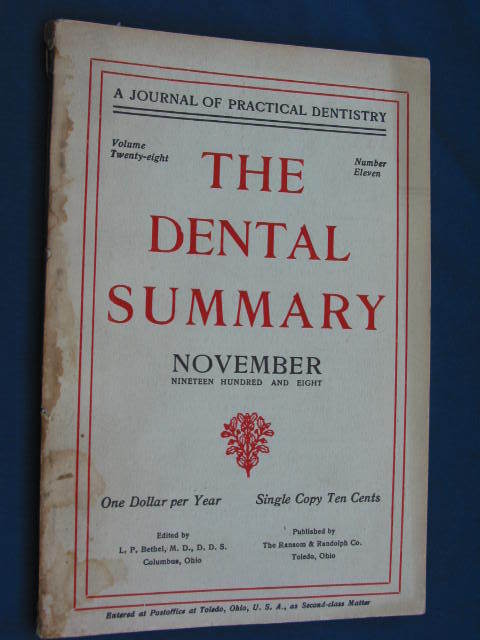 A JOURNAL OF PRACTICAL DENTISTRY
Volume
Twenty-eight
Number
Eleven
THE
DENTAL
SUMMARY
NOVEMBER
NINETEEN HUNDRED AND EIGHT
One Dollar per Year
Single Copy Ten Cents
Edited by
L. P. Bethel, M. D., D. D. S.
Columbus, Ohio
Published by
The Ransom & Randolph Co.
Toledo, Ohio
Entered at Postoffice at Toledo, Ohio, U. S. A., as Second-class Matter